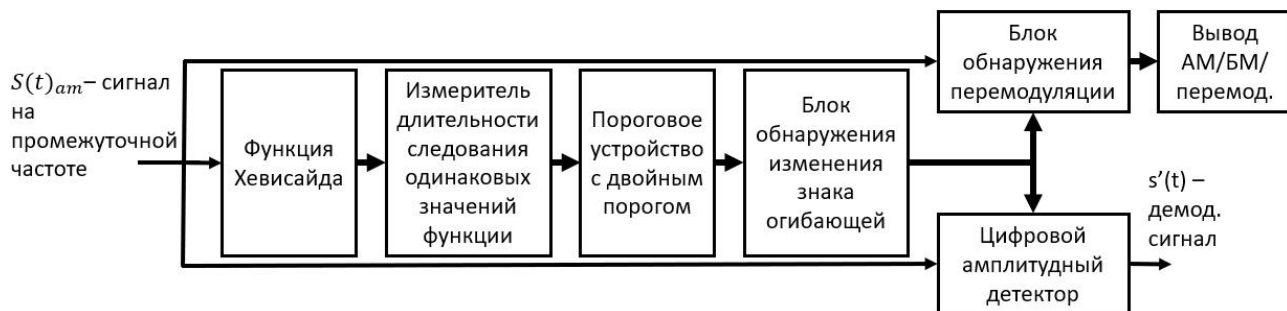 S(t)am– сигнал
на
промежуточной
частоте
Функция
Хевисайда
Измеритель
длительности
следования
одинаковых
значений
функции
Пороговое
устройство
с двойным
порогом
Блок
обнаружения
изменения
знака
огибающей
Блок
обнаружения
перемодуляции
Вывод
АМ/БМ/
перемод.
Цифровой
амплитудный
детектор
s’(t) –
демод.
сигнал